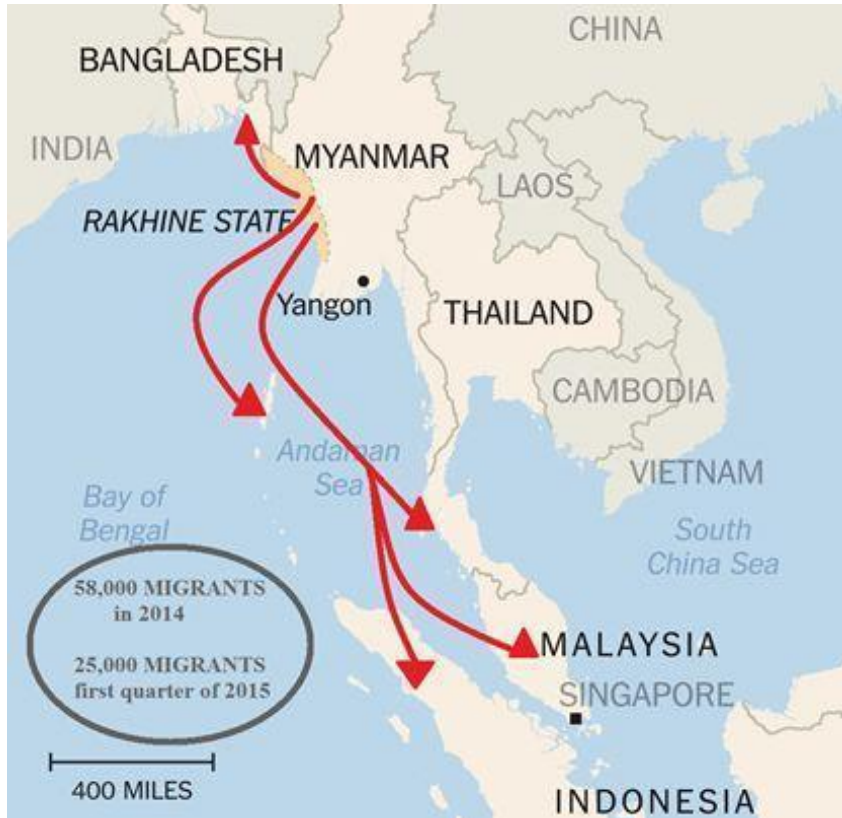 CHINA
BANGLADESH
INDIA
MYANMAR
LAOS
RAKHINE STATE
Yangon
THAILAND
CAMBODIA
Andaman
Sea
VIETNAM
Bay of
Bengal
South
China Sea
58,000 MIGRANTS
in 2014
25,000 MIGRANTS
first quarter of 2015
MALAYSIA
SINGAPORE
400 MILES
INDONESIA